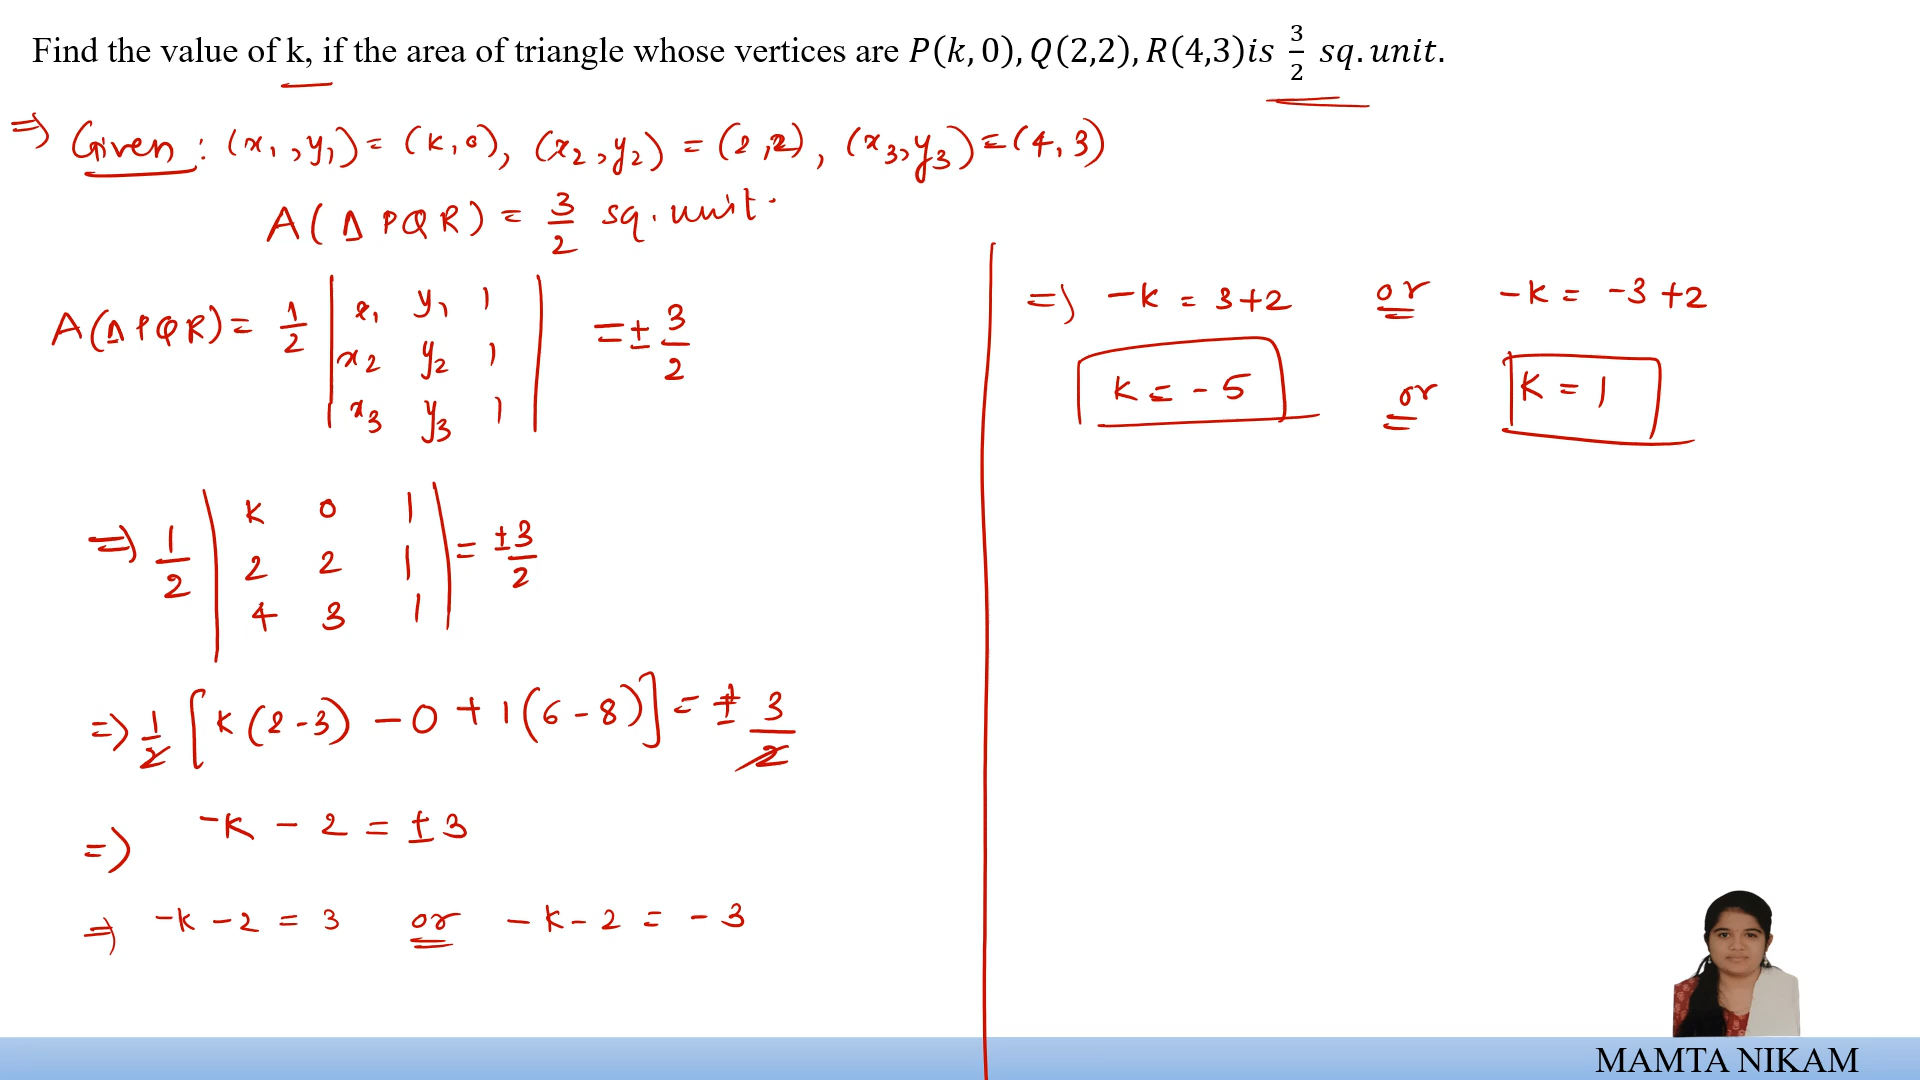 Find the value of k, if the area of triangle whose vertices are P(k, 0), Q(2,2), R(4,3)is 3/2 sq. unit.
⇒ Given : (x₁ , y₁) = (k, 0), (x₂ , y₂) = (2 ,2) , (x₃, y₃) = (4, 3)
A(Δ PQR) = 3/2 sq. unit.
A(Δ PQR) = 1/2 | x₁ y₁ 1 | = ± 3/2
| x₂ y₂ 1 |
| x₃ y₃ 1 |
⇒ 1/2 | k 0 1 | = ±3/2
| 2 2 1 |
| 4 3 1 |
⇒ 1/2 [ k (2-3) - 0 + 1 (6 - 8) ] = ± 3/2
⇒ -k - 2 = ± 3
⇒ -k - 2 = 3 or - k - 2 = - 3
⇒ -k = 3+2 or -k = -3 +2
k = - 5 or k = 1
MAMTA NIKAM